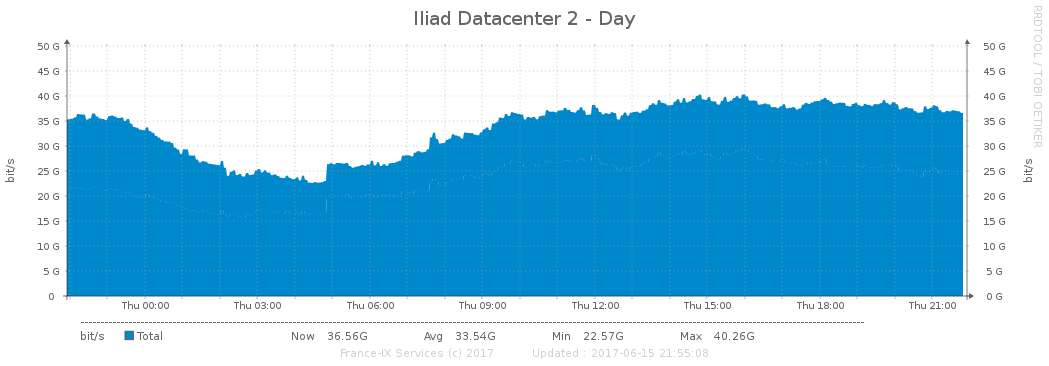 Iliad Datacenter 2 - Day
RRDTOOL / TOBI OETIKER
50 G 50 G
45 G 45 G
40 G 40 G
35 G 35 G
30 G 30 G
25 G 25 G
20 G 20 G
15 G 15 G
10 G 10 G
5 G 5 G
0 0 G
bit/s bit/s
Thu 00:00 Thu 03:00 Thu 06:00 Thu 09:00 Thu 12:00 Thu 15:00 Thu 18:00 Thu 21:00
bit/s Total Now 36.56G Avg 33.54G Min 22.57G Max 40.26G
France-IX Services (c) 2017 Updated : 2017-06-15 21:55:08